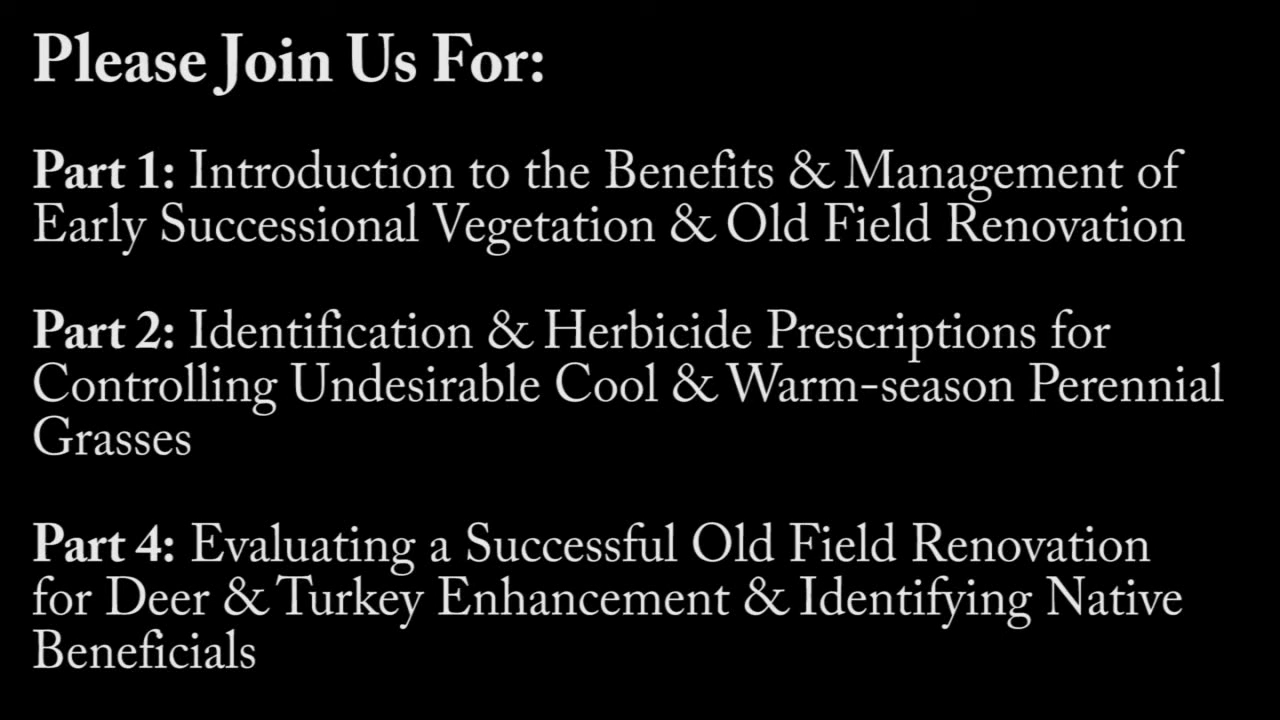 Please Join Us For:
Part 1: Introduction to the Benefits & Management of
Early Successional Vegetation & Old Field Renovation
Part 2: Identification & Herbicide Prescriptions for
Controlling Undesirable Cool & Warm-season Perennial
Grasses
Part 4: Evaluating a Successful Old Field Renovation
for Deer & Turkey Enhancement & Identifying Native
Beneficials